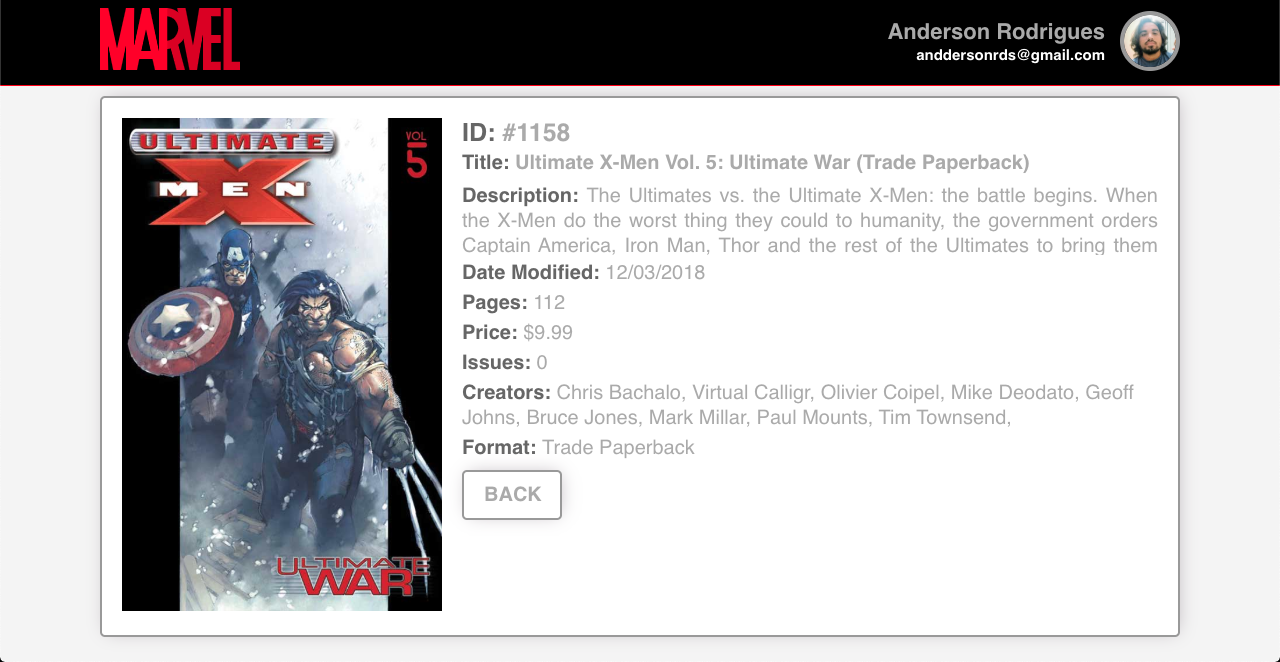 MARVEL
Anderson Rodrigues
anddersonrds@gmail.com
ULTIMATE
X
MEN
VOL
5
ULTIMATE
WAR
ID: #1158
Title: Ultimate X-Men Vol. 5: Ultimate War (Trade Paperback)
Description: The Ultimates vs. the Ultimate X-Men: the battle begins. When
the X-Men do the worst thing they could to humanity, the government orders
Captain America, Iron Man, Thor and the rest of the Ultimates to bring them
Date Modified: 12/03/2018
Pages: 112
Price: $9.99
Issues: 0
Creators: Chris Bachalo, Virtual Calligr, Olivier Coipel, Mike Deodato, Geoff
Johns, Bruce Jones, Mark Millar, Paul Mounts, Tim Townsend,
Format: Trade Paperback
BACK